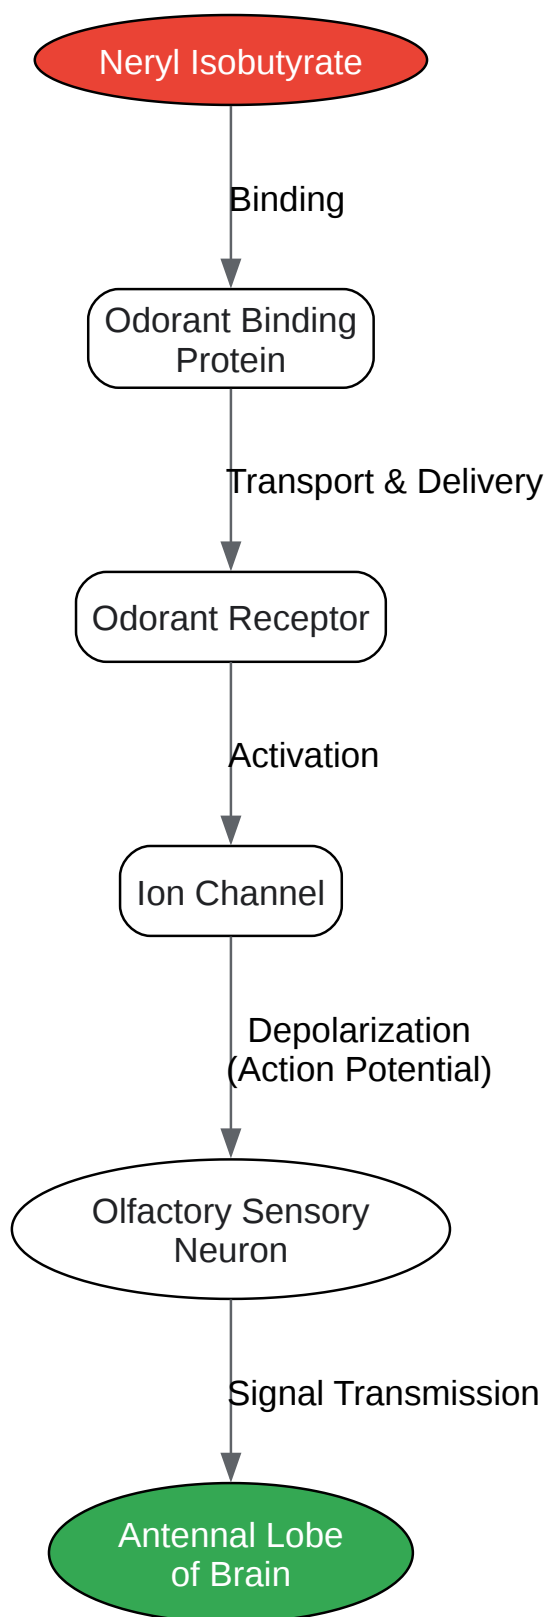 Neryl Isobutyrate
Binding
Odorant Binding
Protein
Transport & Delivery
Odorant Receptor
Activation
Ion Channel
Depolarization
(Action Potential)
Olfactory Sensory
Neuron
Signal Transmission
Antennal Lobe
of Brain